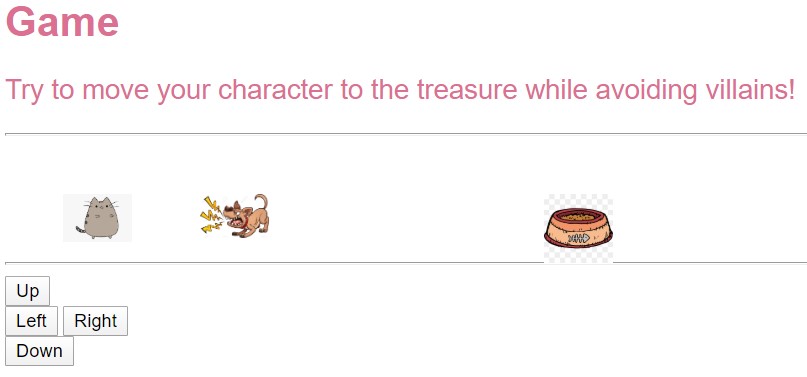 Game
Try to move your character to the treasure while avoiding villains!
Up
Left Right
Down